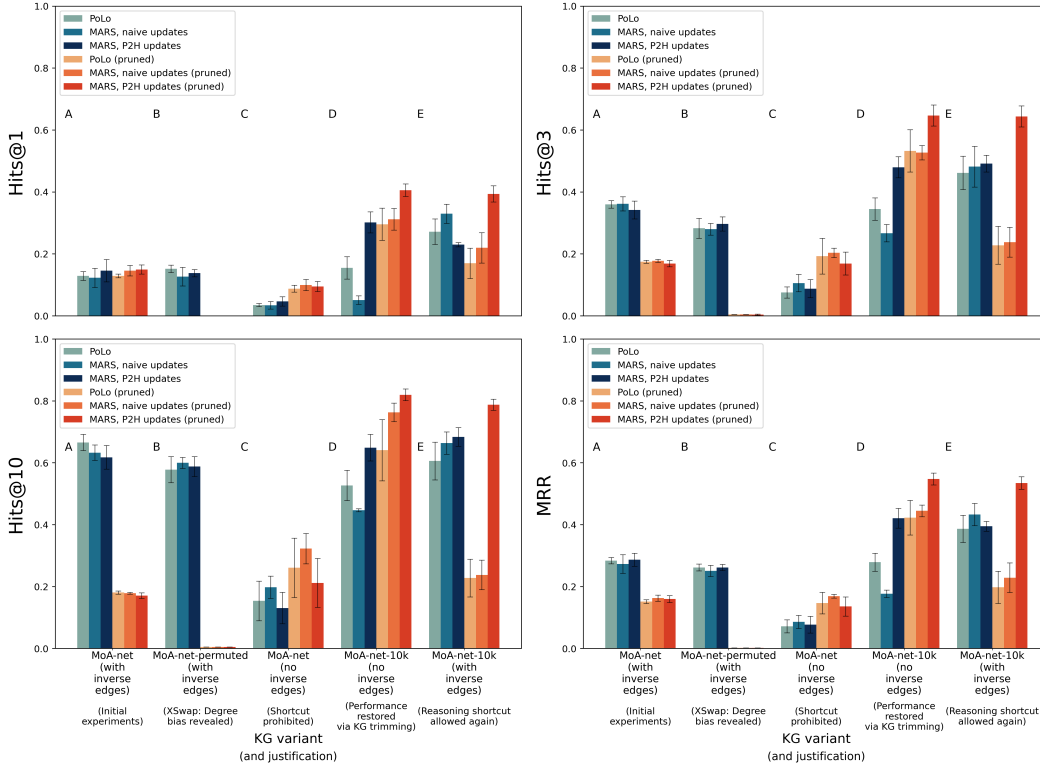 1.0
0.8
0.6
0.4
0.2
0.0
Hits@1
PoLo
MARS, naive updates
MARS, P2H updates
PoLo (pruned)
MARS, naive updates (pruned)
MARS, P2H updates (pruned)
A B C D E
1.0
0.8
0.6
0.4
0.2
0.0
Hits@3
PoLo
MARS, naive updates
MARS, P2H updates
PoLo (pruned)
MARS, naive updates (pruned)
MARS, P2H updates (pruned)
A B C D E
1.0
0.8
0.6
0.4
0.2
0.0
Hits@10
PoLo
MARS, naive updates
MARS, P2H updates
PoLo (pruned)
MARS, naive updates (pruned)
MARS, P2H updates (pruned)
A B C D E
MoA-net
(with
inverse
edges)
(Initial
experiments)
MoA-net-permuted
(with
inverse
edges)
(XSwap: Degree
bias revealed)
MoA-net
(no
inverse
edges)
(Shortcut
prohibited)
MoA-net-10k
(no
inverse
edges)
(Performance
restored
via KG trimming)
MoA-net-10k
(with
inverse
edges)
(Reasoning shortcut
allowed again)
KG variant
(and justification)
1.0
0.8
0.6
0.4
0.2
0.0
MRR
PoLo
MARS, naive updates
MARS, P2H updates
PoLo (pruned)
MARS, naive updates (pruned)
MARS, P2H updates (pruned)
A B C D E
MoA-net
(with
inverse
edges)
(Initial
experiments)
MoA-net-permuted
(with
inverse
edges)
(XSwap: Degree
bias revealed)
MoA-net
(no
inverse
edges)
(Shortcut
prohibited)
MoA-net-10k
(no
inverse
edges)
(Performance
restored
via KG trimming)
MoA-net-10k
(with
inverse
edges)
(Reasoning shortcut
allowed again)
KG variant
(and justification)